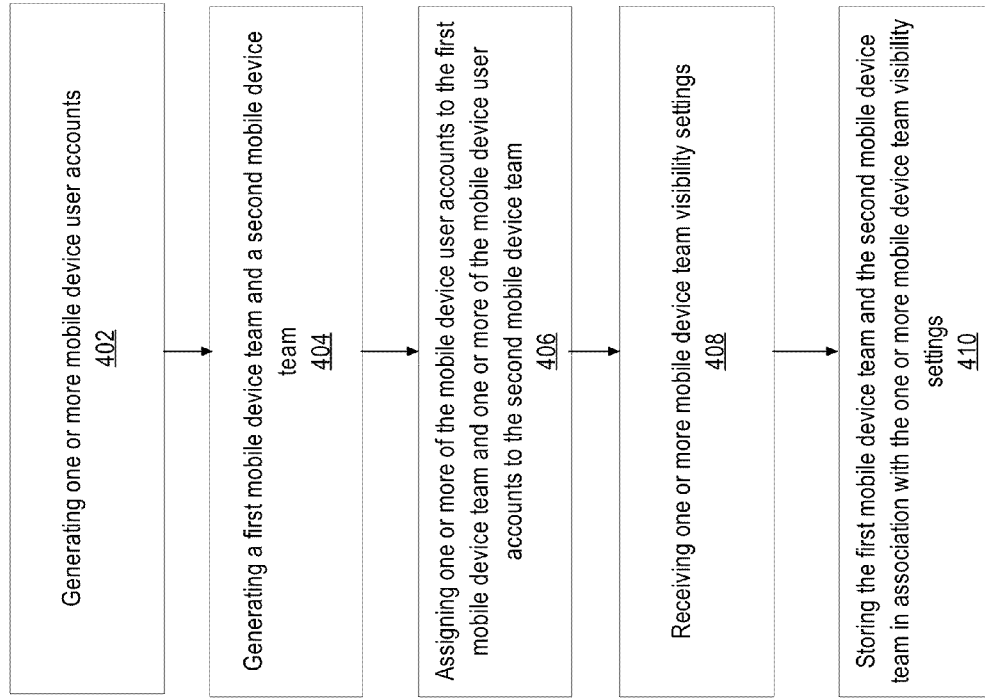 Generating one or more mobile device user accounts
402
Generating a first mobile device team and a second mobile device
team
404
Assigning one or more of the mobile device user accounts to the first
mobile device team and one or more of the mobile device user
accounts to the second mobile device team
406
Receiving one or more mobile device team visibility settings
408
Storing the first mobile device team and the second mobile device
team in association with the one or more mobile device team visibility
settings
410